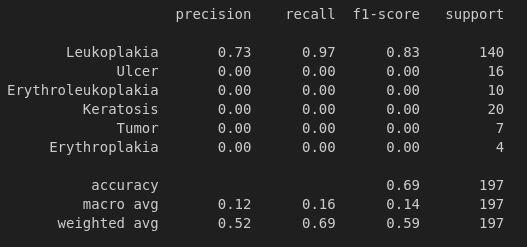 precision recall f1-score support
Leukoplakia 0.73 0.97 0.83 140
Ulcer 0.00 0.00 0.00 16
Erythroleukoplakia 0.00 0.00 0.00 10
Keratosis 0.00 0.00 0.00 20
Tumor 0.00 0.00 0.00 7
Erythroplakia 0.00 0.00 0.00 4
accuracy 0.69 197
macro avg 0.12 0.16 0.14 197
weighted avg 0.52 0.69 0.59 197